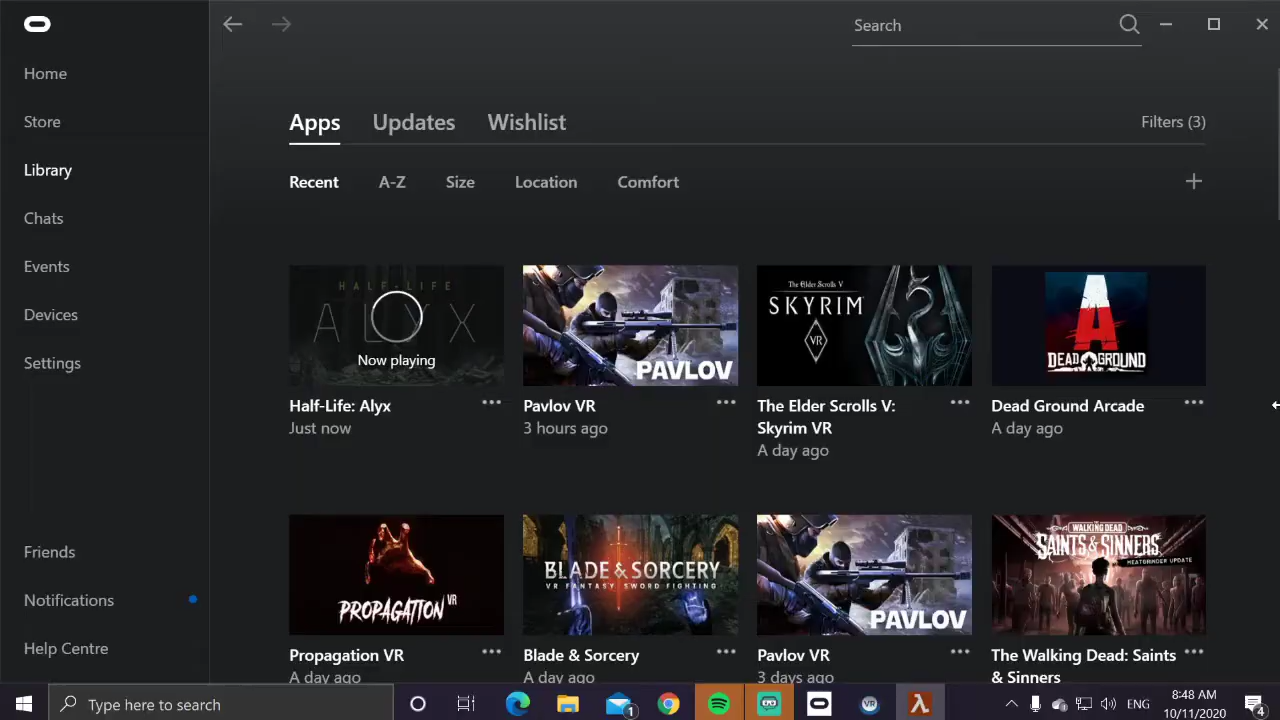 Search
Home
Store
Library
Chats
Events
Devices
Settings
Friends
Notifications
Help Centre
Apps Updates Wishlist
Filters (3)
Recent A-Z Size Location Comfort
HALF-LIFE
ALYX
Now playing
Half-Life: Alyx
Just now
PAVLOV
Pavlov VR
3 hours ago
The Elder Scrolls V
SKYRIM
VR
The Elder Scrolls V:
Skyrim VR
A day ago
A
DEAD GROUND
Dead Ground Arcade
A day ago
PROPAGATION VR
Propagation VR
A day ago
BLADE & SORCERY
VR FANTASY SWORD FIGHTING
Blade & Sorcery
A day ago
PAVLOV
Pavlov VR
3 days ago
THE WALKING DEAD
SAINTS & SINNERS
MEATGRINDER UPDATE
The Walking Dead: Saints
& Sinners
Type here to search
1
VR
ENG
8:48 AM
10/11/2020
4